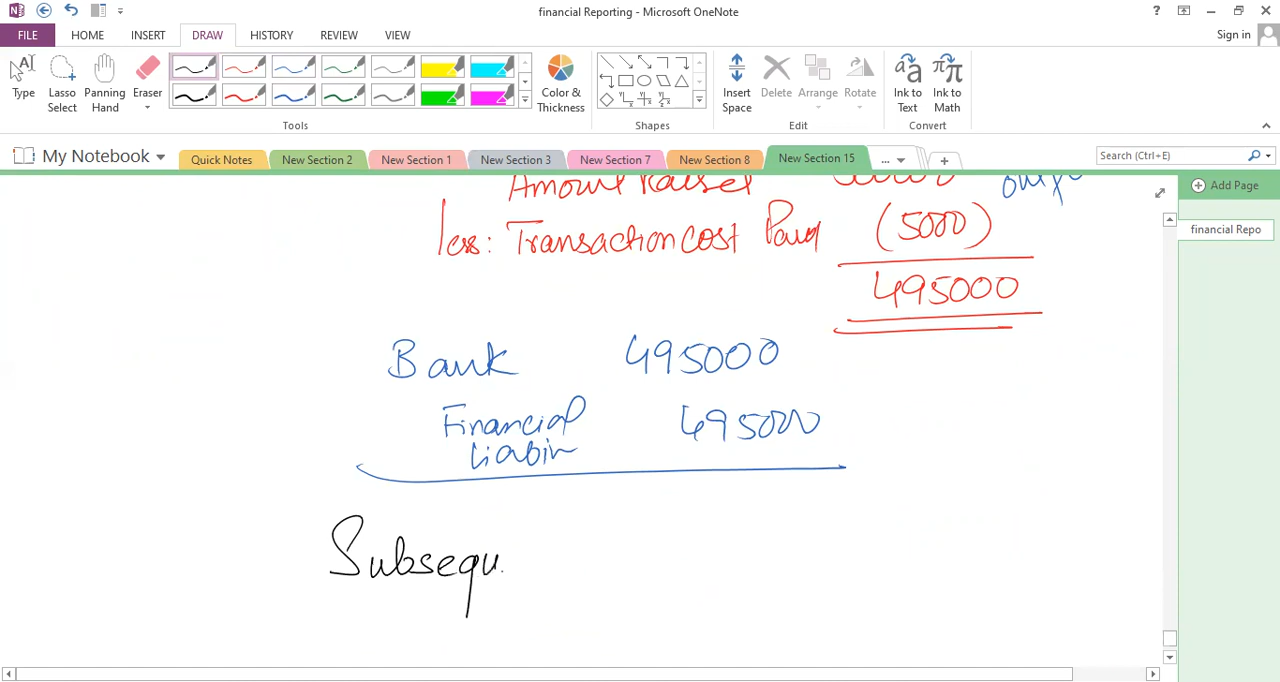 financial Reporting - Microsoft OneNote
Sign in
FILE HOME INSERT DRAW HISTORY REVIEW VIEW
Type Lasso Select Panning Hand Eraser Color & Thickness Insert Space Delete Arrange Rotate Ink to Text Ink to Math
Tools Shapes Edit Convert
My Notebook Quick Notes New Section 2 New Section 1 New Section 3 New Section 7 New Section 8 New Section 15 ... + Search (Ctrl+E)
Add Page
financial Repo
Amount Raised
less: Transaction cost (5000)
495000
Bank 495000
Financial 495000
Subsequ